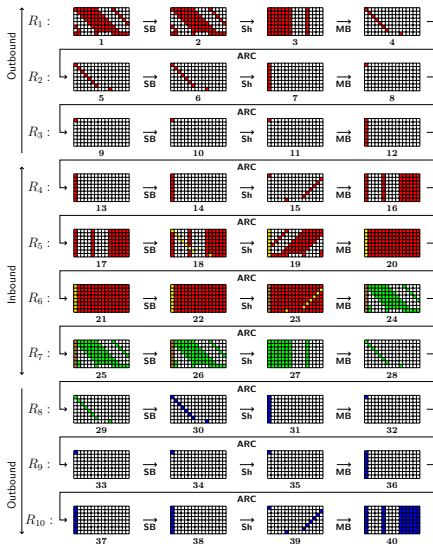 Outbound
R1 :
1 SB 2 Sh 3 MB 4
ARC
R2 :
5 SB 6 Sh 7 MB 8
ARC
R3 :
9 SB 10 Sh 11 MB 12
Inbound
ARC
R4 :
13 SB 14 Sh 15 MB 16
ARC
R5 :
17 SB 18 Sh 19 MB 20
ARC
R6 :
21 SB 22 Sh 23 MB 24
ARC
R7 :
25 SB 26 Sh 27 MB 28
Outbound
ARC
R8 :
29 SB 30 Sh 31 MB 32
ARC
R9 :
33 SB 34 Sh 35 MB 36
ARC
R10 :
37 SB 38 Sh 39 MB 40